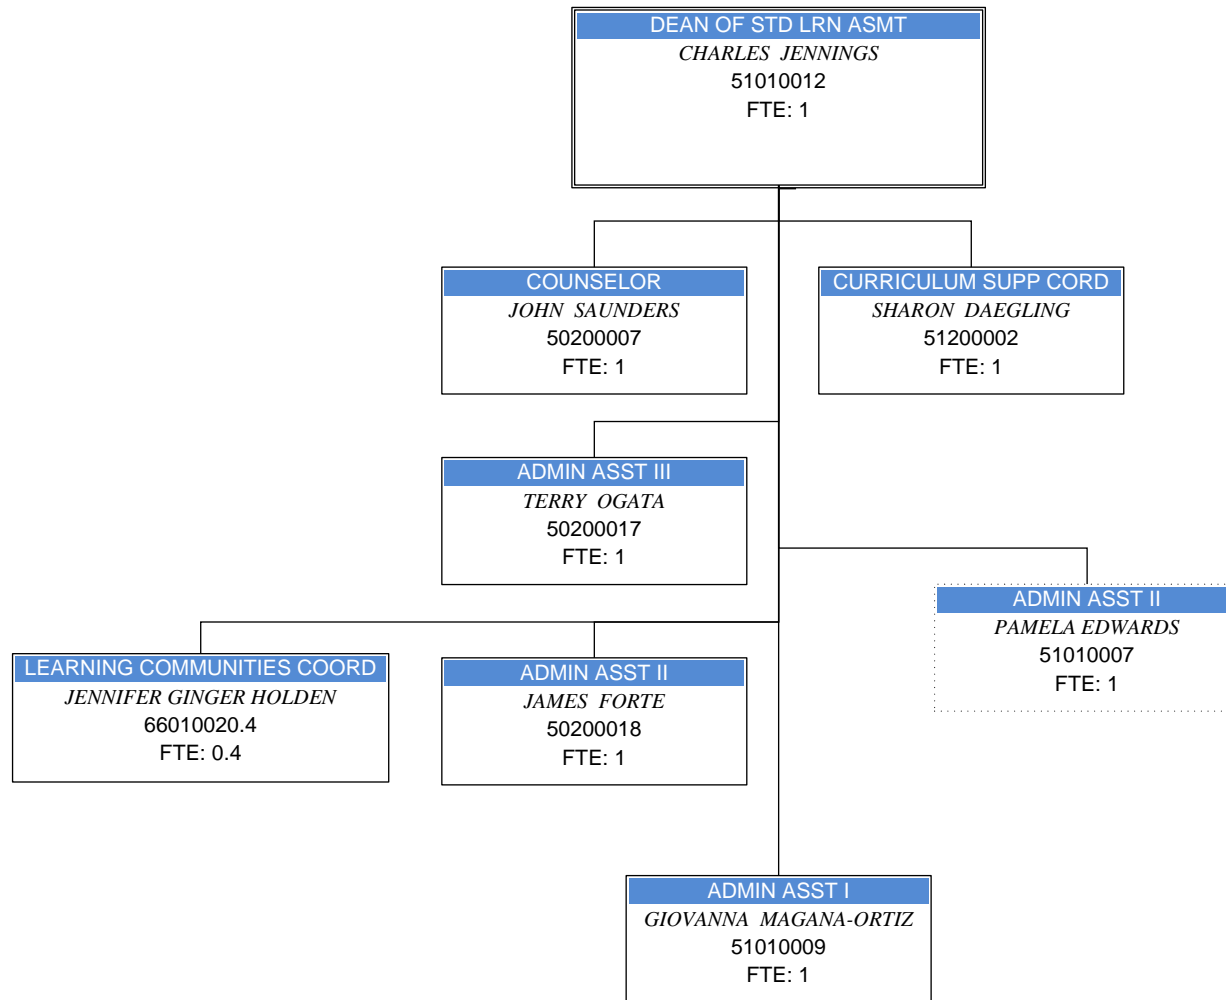 DEAN OF STD LRN ASMT
CHARLES JENNINGS
51010012
FTE: 1
COUNSELOR
JOHN SAUNDERS
50200007
FTE: 1
CURRICULUM SUPP CORD
SHARON DAEGLING
51200002
FTE: 1
ADMIN ASST III
TERRY OGATA
50200017
FTE: 1
ADMIN ASST II
PAMELA EDWARDS
51010007
FTE: 1
LEARNING COMMUNITIES COORD
JENNIFER GINGER HOLDEN
66010020.4
FTE: 0.4
ADMIN ASST II
JAMES FORTE
50200018
FTE: 1
ADMIN ASST I
GIOVANNA MAGANA-ORTIZ
51010009
FTE: 1